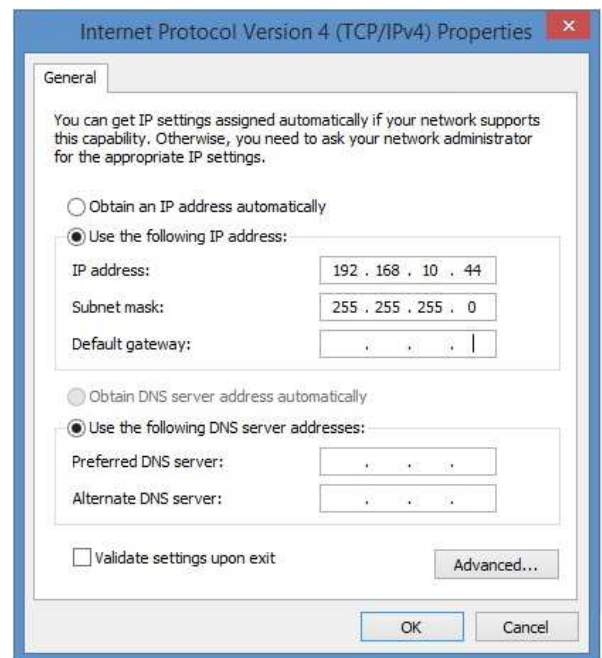 Internet Protocol Version 4 (TCP/IPv4) Properties
General
You can get IP settings assigned automatically if your network supports
this capability. Otherwise, you need to ask your network administrator
for the appropriate IP settings.
Obtain an IP address automatically
Use the following IP address:
IP address: 192 . 168 . 10 . 44
Subnet mask: 255 . 255 . 255 . 0
Default gateway: . . .
Obtain DNS server address automatically
Use the following DNS server addresses:
Preferred DNS server: . . .
Alternate DNS server: . . .
Validate settings upon exit
Advanced...
OK Cancel